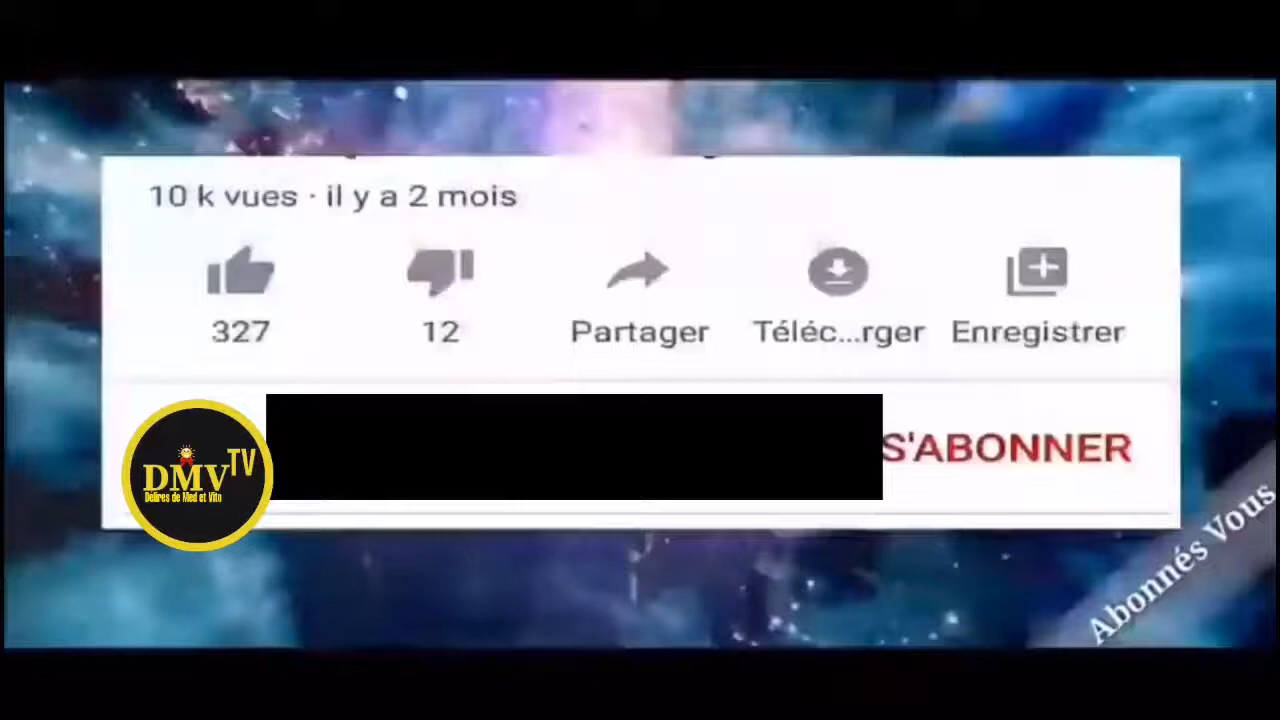 10 k vues · il y a 2 mois
327
12
Partager
Téléc...rger
Enregistrer
DMV TV
Délires de Med et Vito
S'ABONNER
Abonnés Vous